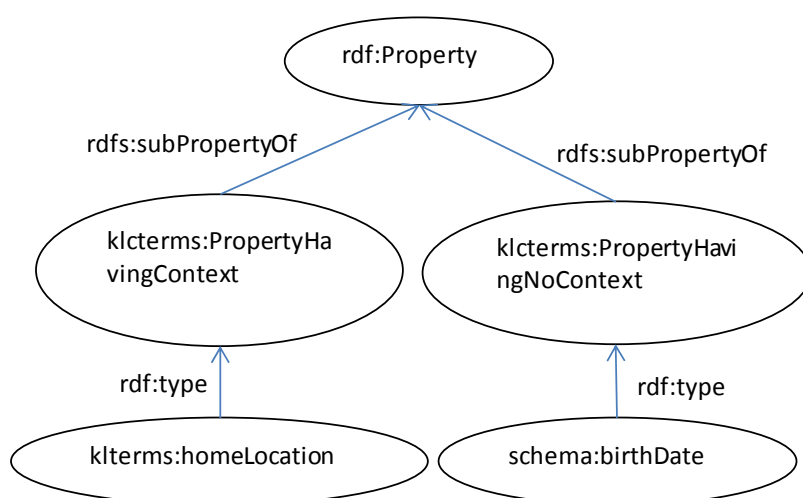 rdf:Property
rdfs:subPropertyOf
rdfs:subPropertyOf
klcterms:PropertyHa
vingContext
klcterms:PropertyHavi
ngNoContext
rdf:type
rdf:type
klterms:homeLocation
schema:birthDate